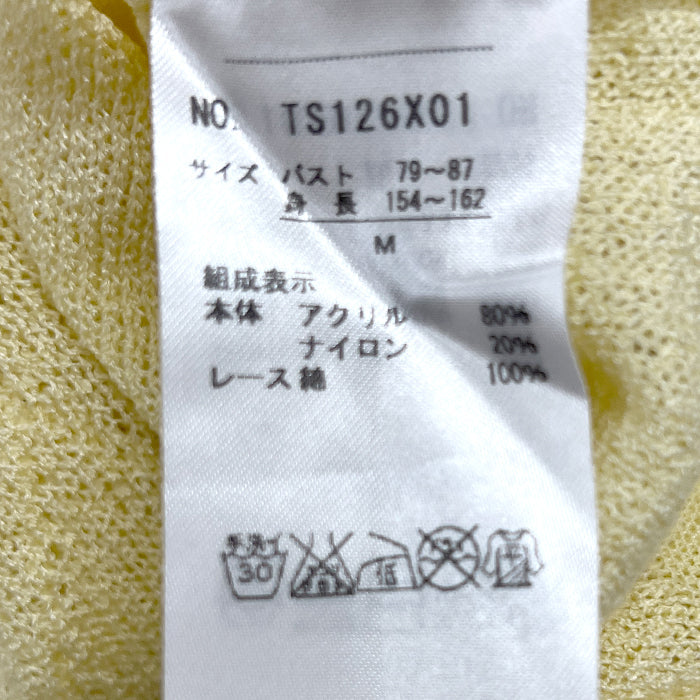 NO. TS126X01
サイズ バスト 79〜87
身長 154〜162
M
組成表示
本体 アクリル 80%
ナイロン 20%
レース 綿 100%
手洗イ
30
低